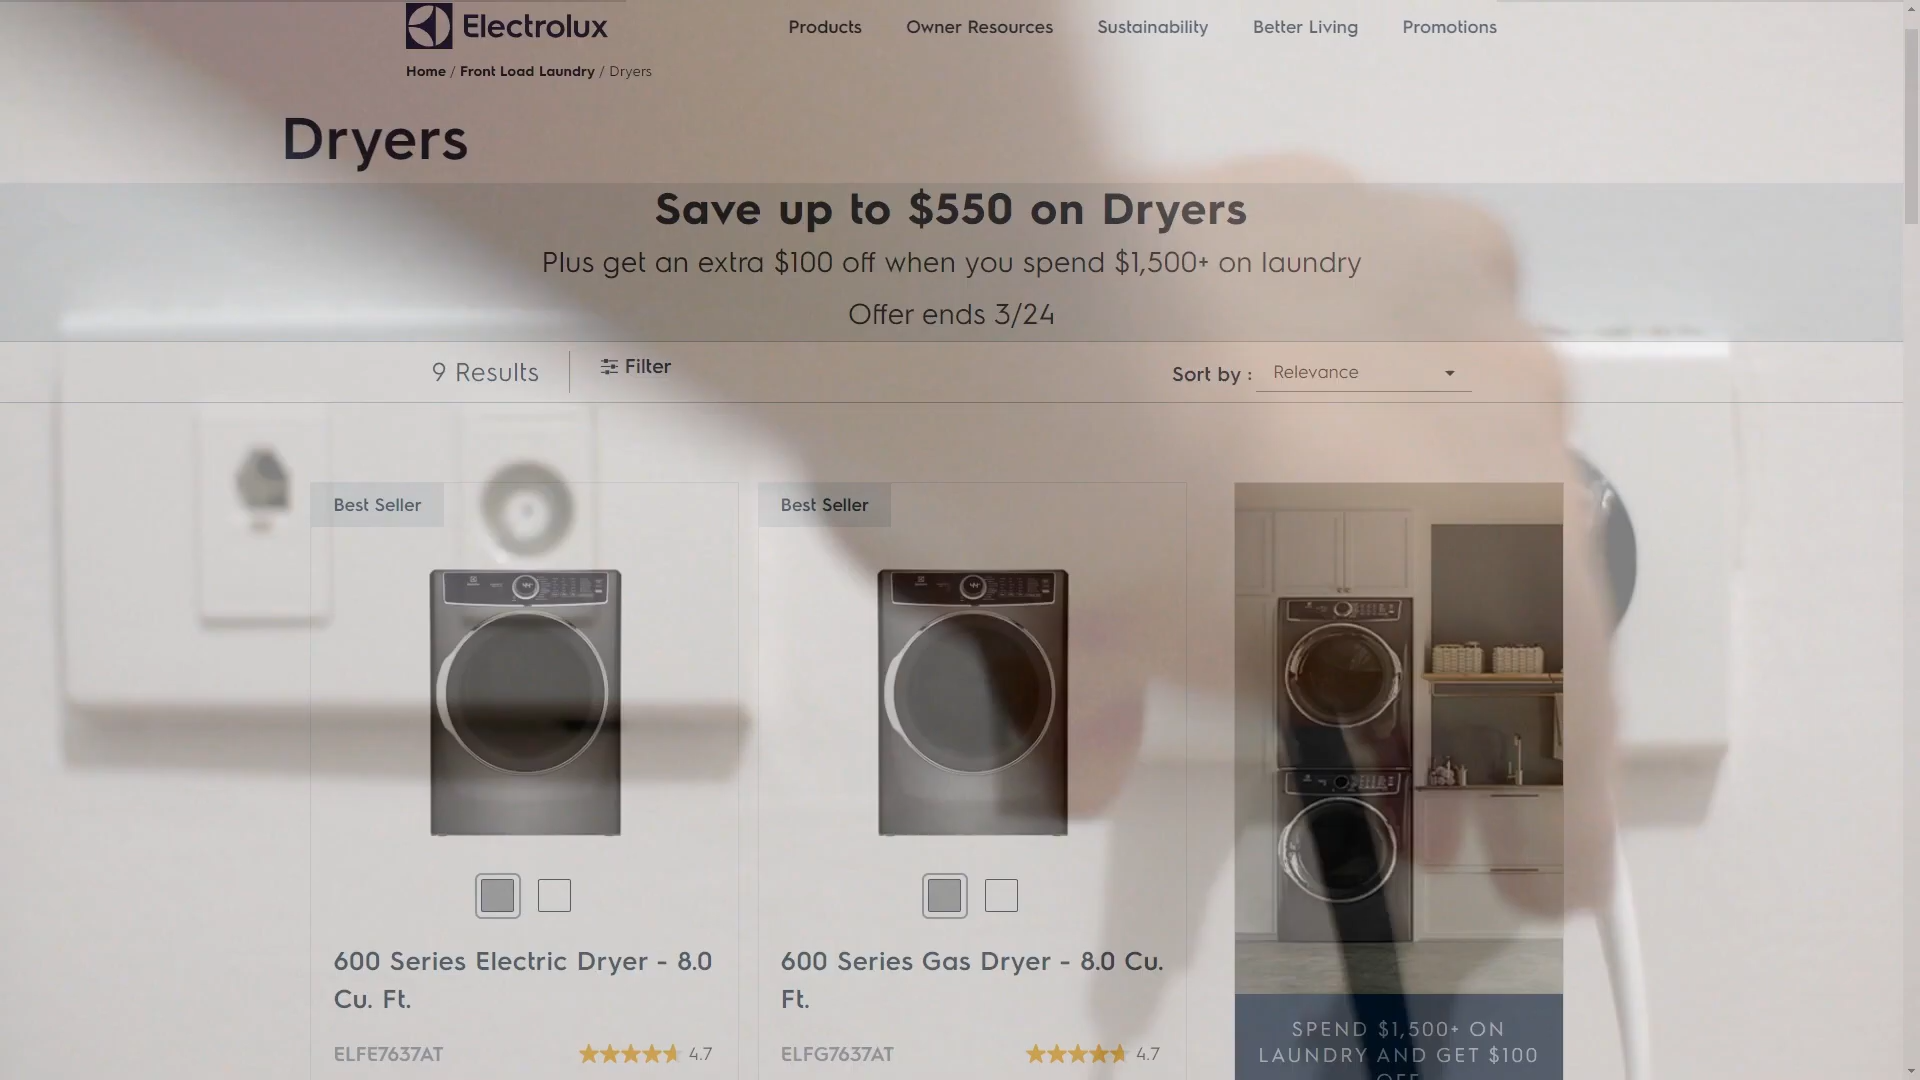 Electrolux
Products
Owner Resources
Sustainability
Better Living
Promotions
Home / Front Load Laundry / Dryers
Dryers
Save up to $550 on Dryers
Plus get an extra $100 off when you spend $1,500+ on laundry
Offer ends 3/24
9 Results
Filter
Sort by :
Relevance
Best Seller
Best Seller
600 Series Electric Dryer - 8.0
Cu. Ft.
ELFE7637AT
4.7
600 Series Gas Dryer - 8.0 Cu.
Ft.
ELFG7637AT
4.7
SPEND $1,500+ ON
LAUNDRY AND GET $100
OFF